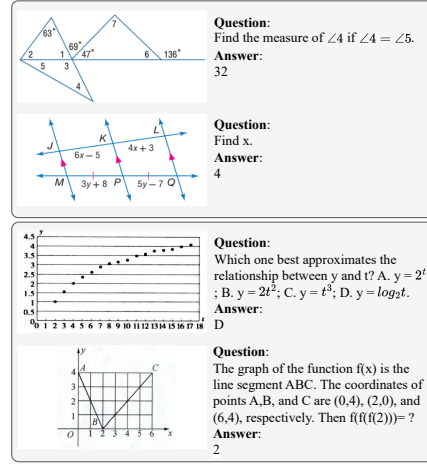 7
63°
69°
2
1
47°
6
136°
5
3
4
Question:
Find the measure of ∠4 if ∠4 = ∠5.
Answer:
32
J
K
L
6x − 5
4x + 3
M
3y + 8
P
5y − 7
Q
Question:
Find x.
Answer:
4
y
4.5
4
3.5
3
2.5
2
1.5
1
0.5
0
0 1 2 3 4 5 6 7 8 9 10 11 12 13 14 15 16 17 18
t
Question:
Which one best approximates the
relationship between y and t? A. y = 2^t
; B. y = 2t^2; C. y = t^3; D. y = log₂t.
Answer:
D
y
4
A
C
3
2
1
B
O
1 2 3 4 5 6
x
Question:
The graph of the function f(x) is the
line segment ABC. The coordinates of
points A,B, and C are (0,4), (2,0), and
(6,4), respectively. Then f(f(f(2)))= ?
Answer:
2